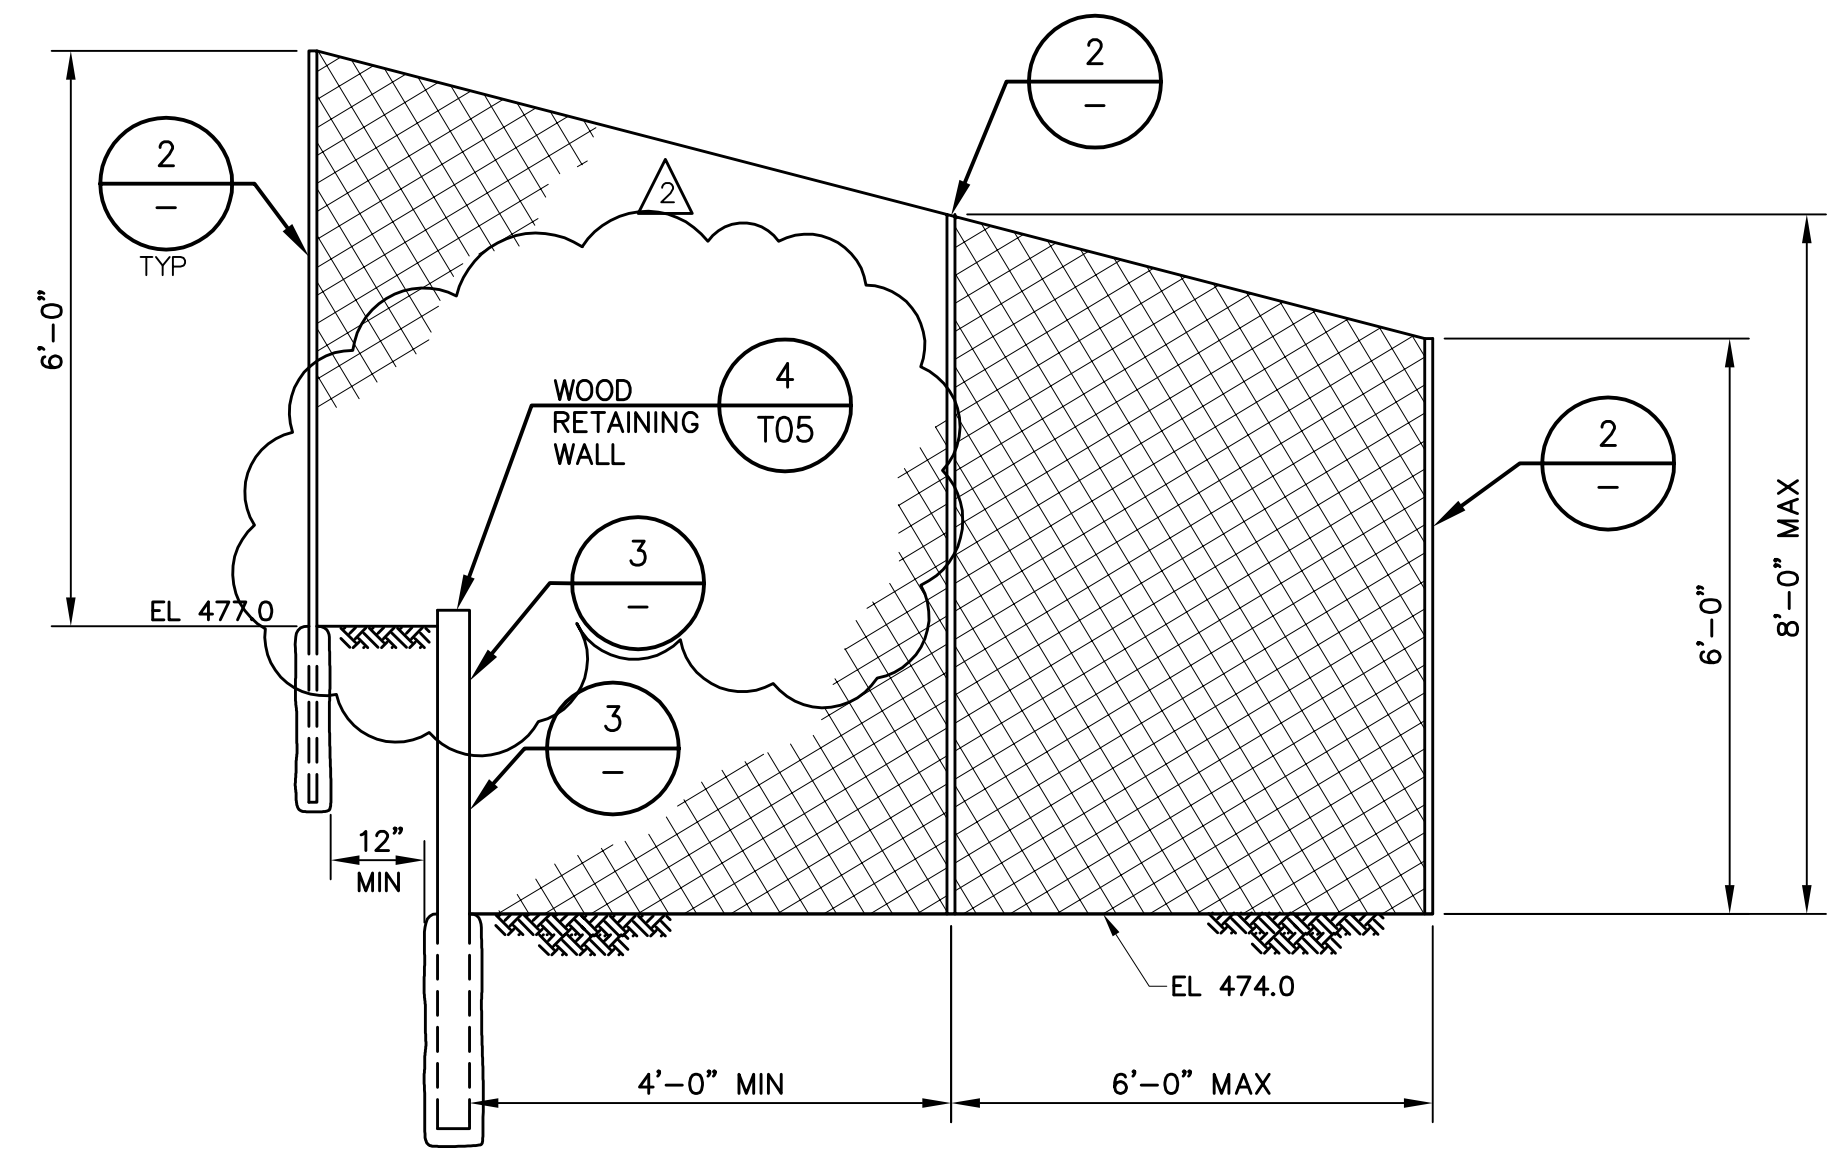 2
–
2
–
TYP
2
6'–0"
4
T05
WOOD
RETAINING
WALL
2
–
3
–
8'–0" MAX
6'–0"
EL 477.0
3
–
12"
MIN
EL 474.0
4'–0" MIN
6'–0" MAX